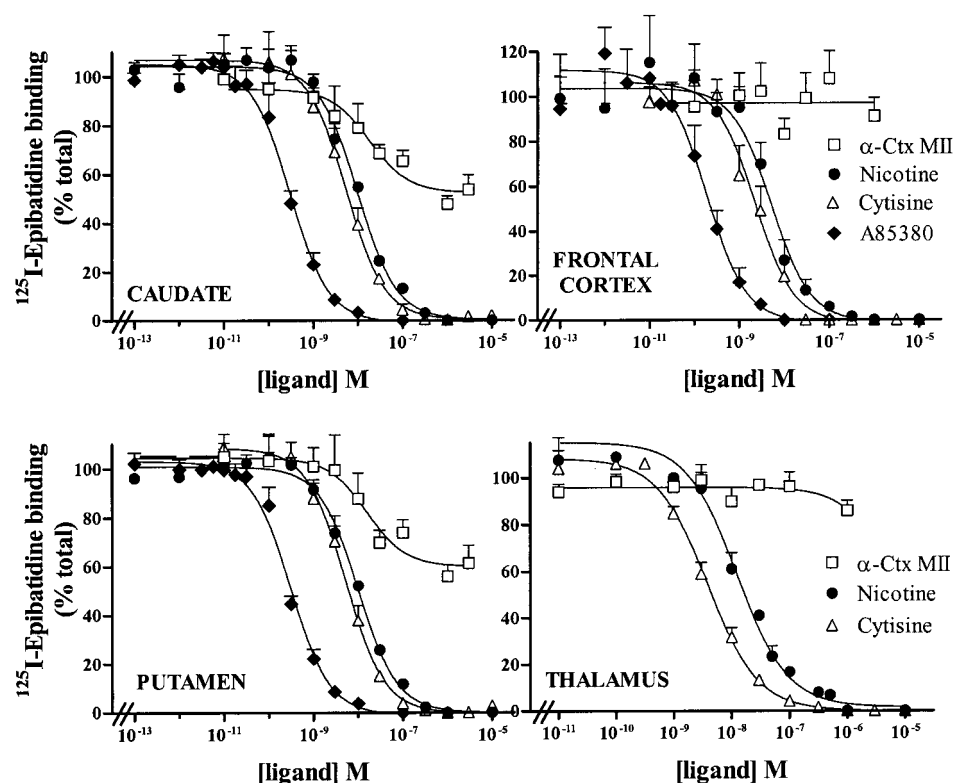 ¹²⁵I-Epibatidine binding
(% total)
100
80
60
40
20
0
CAUDATE
10⁻¹³ 10⁻¹¹ 10⁻⁹ 10⁻⁷ 10⁻⁵
[ligand] M
120
100
80
60
40
20
0
α-Ctx MII
Nicotine
Cytisine
A85380
FRONTAL
CORTEX
10⁻¹³ 10⁻¹¹ 10⁻⁹ 10⁻⁷ 10⁻⁵
[ligand] M
¹²⁵I-Epibatidine binding
(% total)
100
80
60
40
20
0
PUTAMEN
10⁻¹³ 10⁻¹¹ 10⁻⁹ 10⁻⁷ 10⁻⁵
[ligand] M
100
80
60
40
20
0
α-Ctx MII
Nicotine
Cytisine
THALAMUS
10⁻¹¹ 10⁻¹⁰ 10⁻⁹ 10⁻⁸ 10⁻⁷ 10⁻⁶ 10⁻⁵
[ligand] M